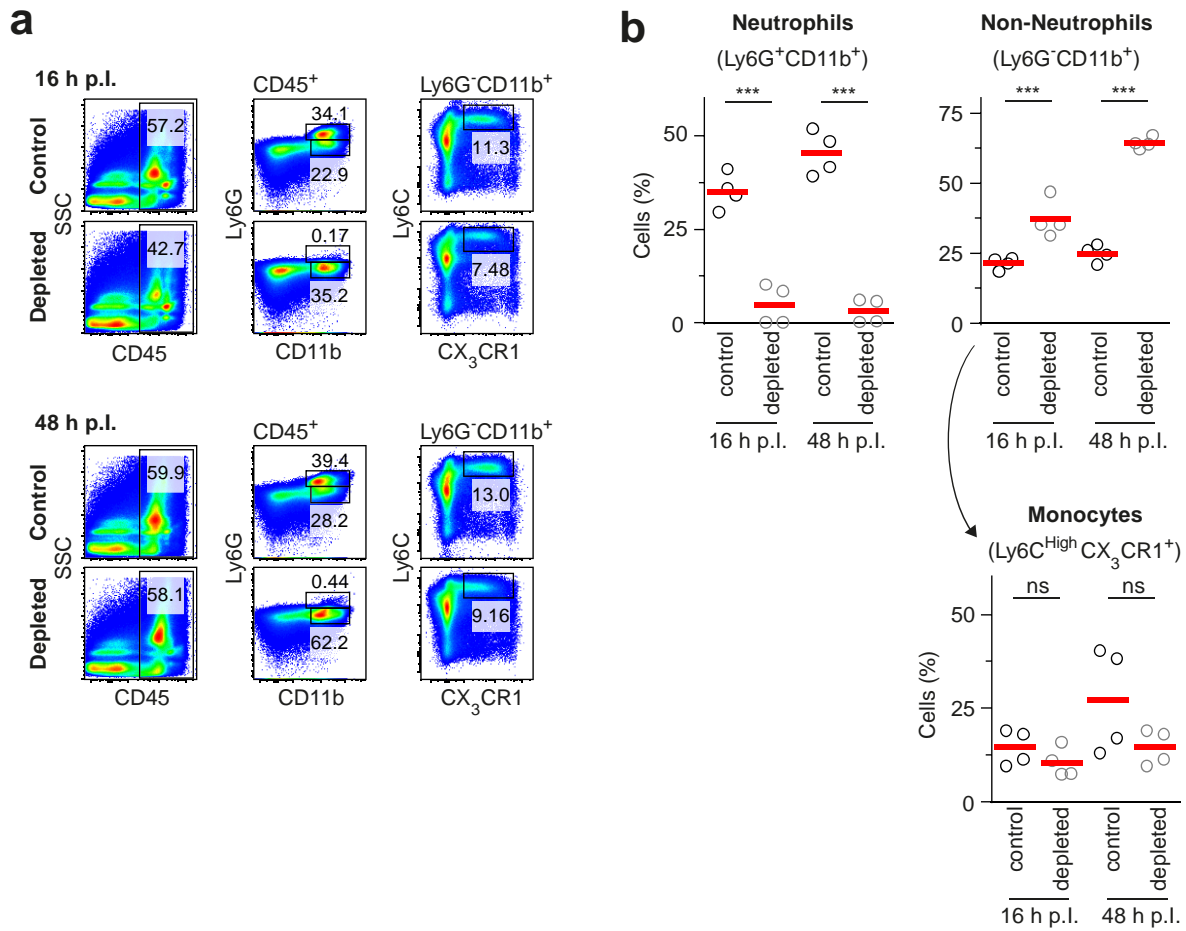 a
16 h p.I.
CD45⁺
Ly6G⁻CD11b⁺
Control
SSC
57.2
Ly6G
34.1
22.9
Ly6C
11.3
Depleted
42.7
0.17
35.2
7.48
CD45
CD11b
CX₃CR1
48 h p.I.
CD45⁺
Ly6G⁻CD11b⁺
Control
SSC
59.9
Ly6G
39.4
28.2
Ly6C
13.0
Depleted
58.1
0.44
62.2
9.16
CD45
CD11b
CX₃CR1
b
Neutrophils
(Ly6G⁺CD11b⁺)
*** ***
Cells (%)
50
25
0
control
depleted
control
depleted
16 h p.I. 48 h p.I.
Non-Neutrophils
(Ly6G⁻CD11b⁺)
*** ***
75
50
25
0
control
depleted
control
depleted
16 h p.I. 48 h p.I.
Monocytes
(Ly6Cᴴⁱᵍʰ CX₃CR1⁺)
ns ns
Cells (%)
50
25
0
control
depleted
control
depleted
16 h p.I. 48 h p.I.